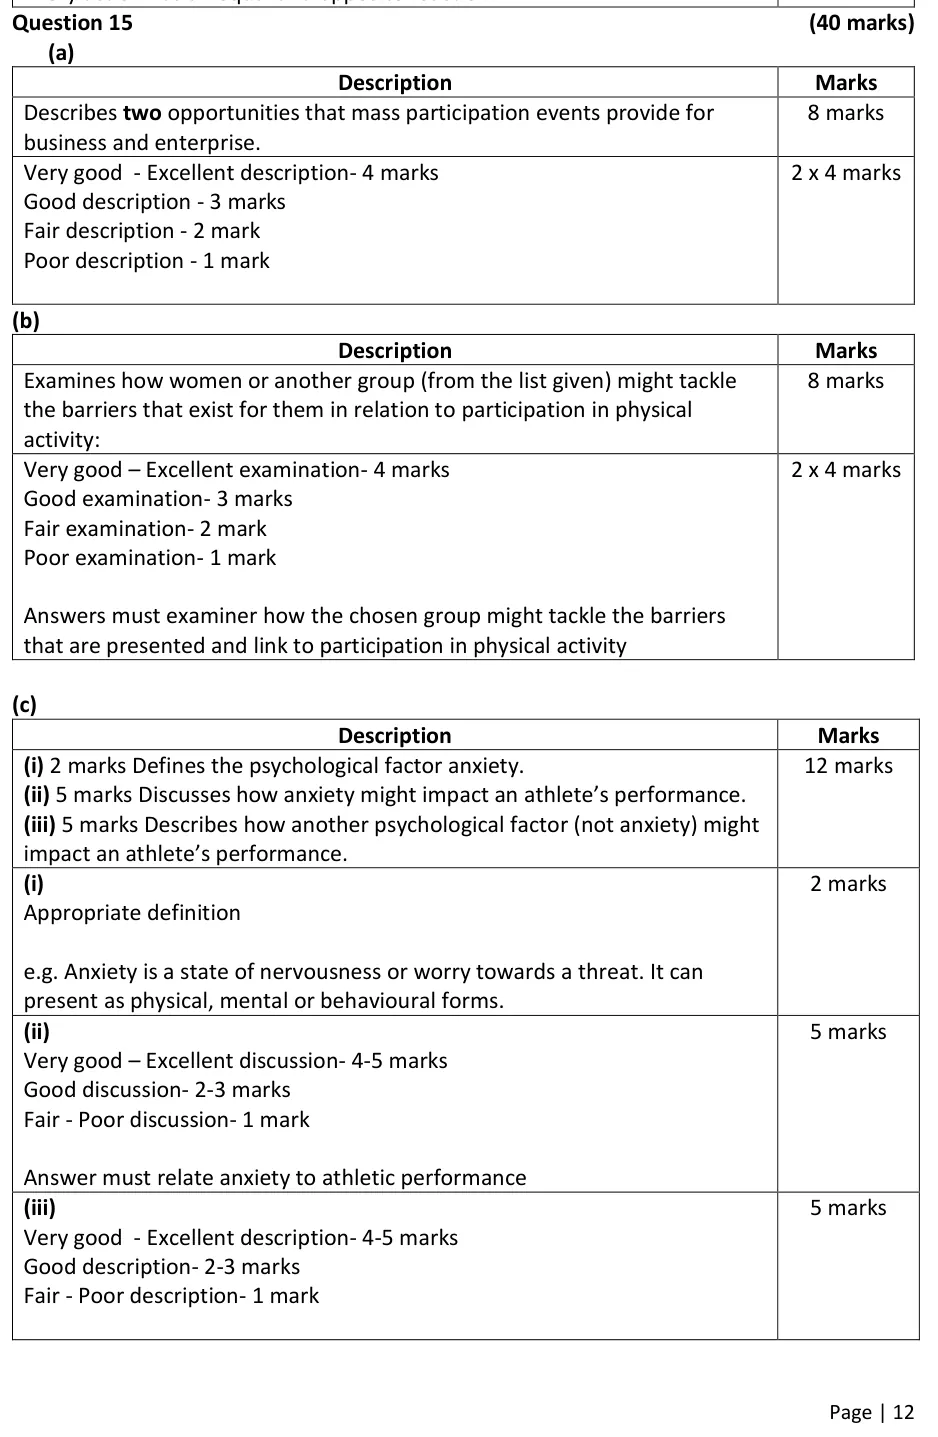 Question 15 (40 marks)
(a)
Description Marks
Describes two opportunities that mass participation events provide for 8 marks
business and enterprise.
Very good - Excellent description- 4 marks 2 x 4 marks
Good description - 3 marks
Fair description - 2 mark
Poor description - 1 mark
(b)
Description Marks
Examines how women or another group (from the list given) might tackle 8 marks
the barriers that exist for them in relation to participation in physical
activity:
Very good – Excellent examination- 4 marks 2 x 4 marks
Good examination- 3 marks
Fair examination- 2 mark
Poor examination- 1 mark
Answers must examiner how the chosen group might tackle the barriers
that are presented and link to participation in physical activity
(c)
Description Marks
(i) 2 marks Defines the psychological factor anxiety. 12 marks
(ii) 5 marks Discusses how anxiety might impact an athlete’s performance.
(iii) 5 marks Describes how another psychological factor (not anxiety) might
impact an athlete’s performance.
(i) 2 marks
Appropriate definition
e.g. Anxiety is a state of nervousness or worry towards a threat. It can
present as physical, mental or behavioural forms.
(ii) 5 marks
Very good – Excellent discussion- 4-5 marks
Good discussion- 2-3 marks
Fair - Poor discussion- 1 mark
Answer must relate anxiety to athletic performance
(iii) 5 marks
Very good - Excellent description- 4-5 marks
Good description- 2-3 marks
Fair - Poor description- 1 mark
Page | 12